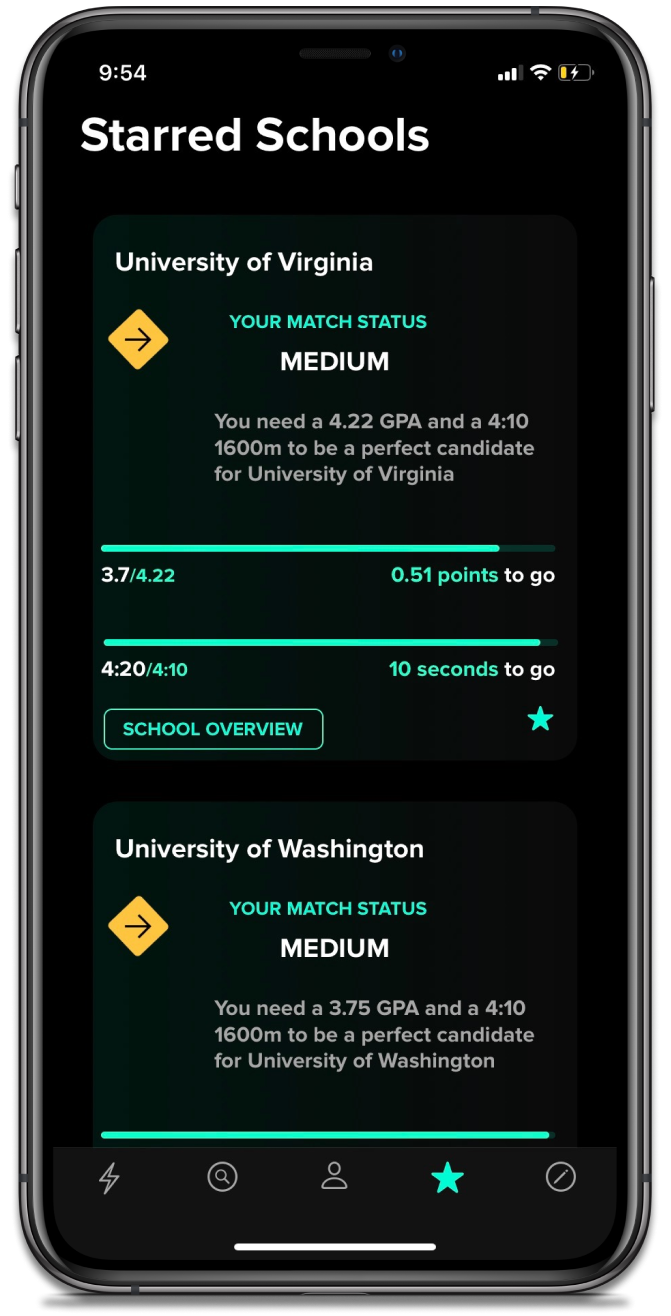 9:54
Starred Schools
University of Virginia
YOUR MATCH STATUS
MEDIUM
You need a 4.22 GPA and a 4:10
1600m to be a perfect candidate
for University of Virginia
3.7/4.22 0.51 points to go
4:20/4:10 10 seconds to go
SCHOOL OVERVIEW
University of Washington
YOUR MATCH STATUS
MEDIUM
You need a 3.75 GPA and a 4:10
1600m to be a perfect candidate
for University of Washington